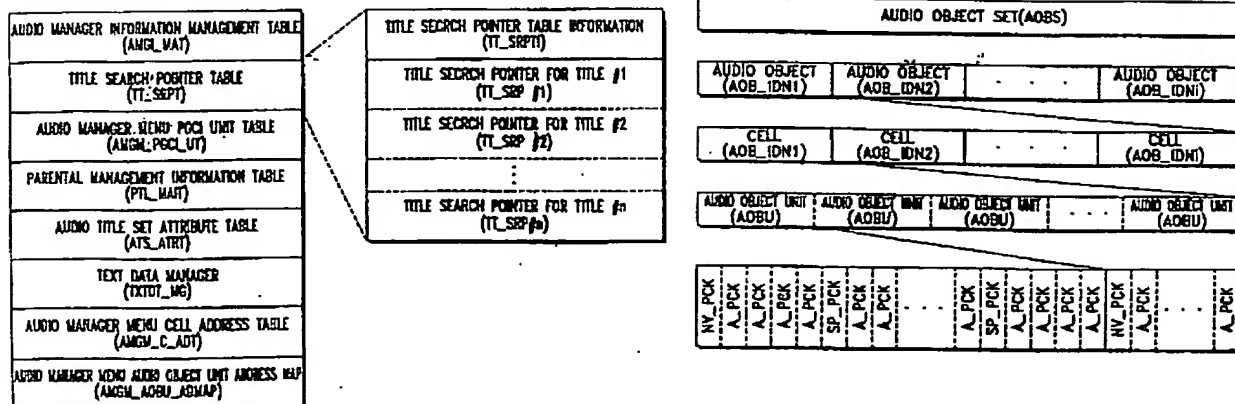 AUDIO MANAGER INFORMATION MANAGEMENT TABLE
(AMGI_MAT)
TITLE SEARCH POINTER TABLE
(TT_SRPT)
AUDIO MANAGER MENU PGCI UNIT TABLE
(AMGM_PGCI_UT)
PARENTAL MANAGEMENT INFORMATION TABLE
(PTL_MAIT)
AUDIO TITLE SET ATTRIBUTE TABLE
(ATS_ATRT)
TEXT DATA MANAGER
(TXTDT_MG)
AUDIO MANAGER MENU CELL ADDRESS TABLE
(AMGM_C_ADT)
AUDIO MANAGER MENU AUDIO OBJECT UNIT ADDRESS MAP
(AMGM_AOBU_ADMAP)
TITLE SECRCH POINTER TABLE INFORMATION
(TT_SRPTI)
TITLE SECRCH POINTER FOR TITLE #1
(TT_SRP #1)
TITLE SECRCH POINTER FOR TITLE #2
(TT_SRP #2)
TITLE SEARCH POINTER FOR TITLE #n
(TT_SRP#n)
AUDIO OBJECT SET(AOBS)
AUDIO OBJECT (AOB_IDN1) AUDIO OBJECT (AOB_IDN2) . . . AUDIO OBJECT (AOB_IDNi)
CELL (AOB_IDN1) CELL (AOB_IDN2) . . . CELL (AOB_IDNi)
AUDIO OBJECT UNIT (AOBU) AUDIO OBJECT UNIT (AOBU) AUDIO OBJECT UNIT (AOBU) . . . AUDIO OBJECT UNIT (AOBU)
NV_PCK A_PCK A_PCK A_PCK A_PCK SP_PCK A_PCK A_PCK . . . A_PCK SP_PCK A_PCK A_PCK A_PCK A_PCK NV_PCK A_PCK . . . A_PCK